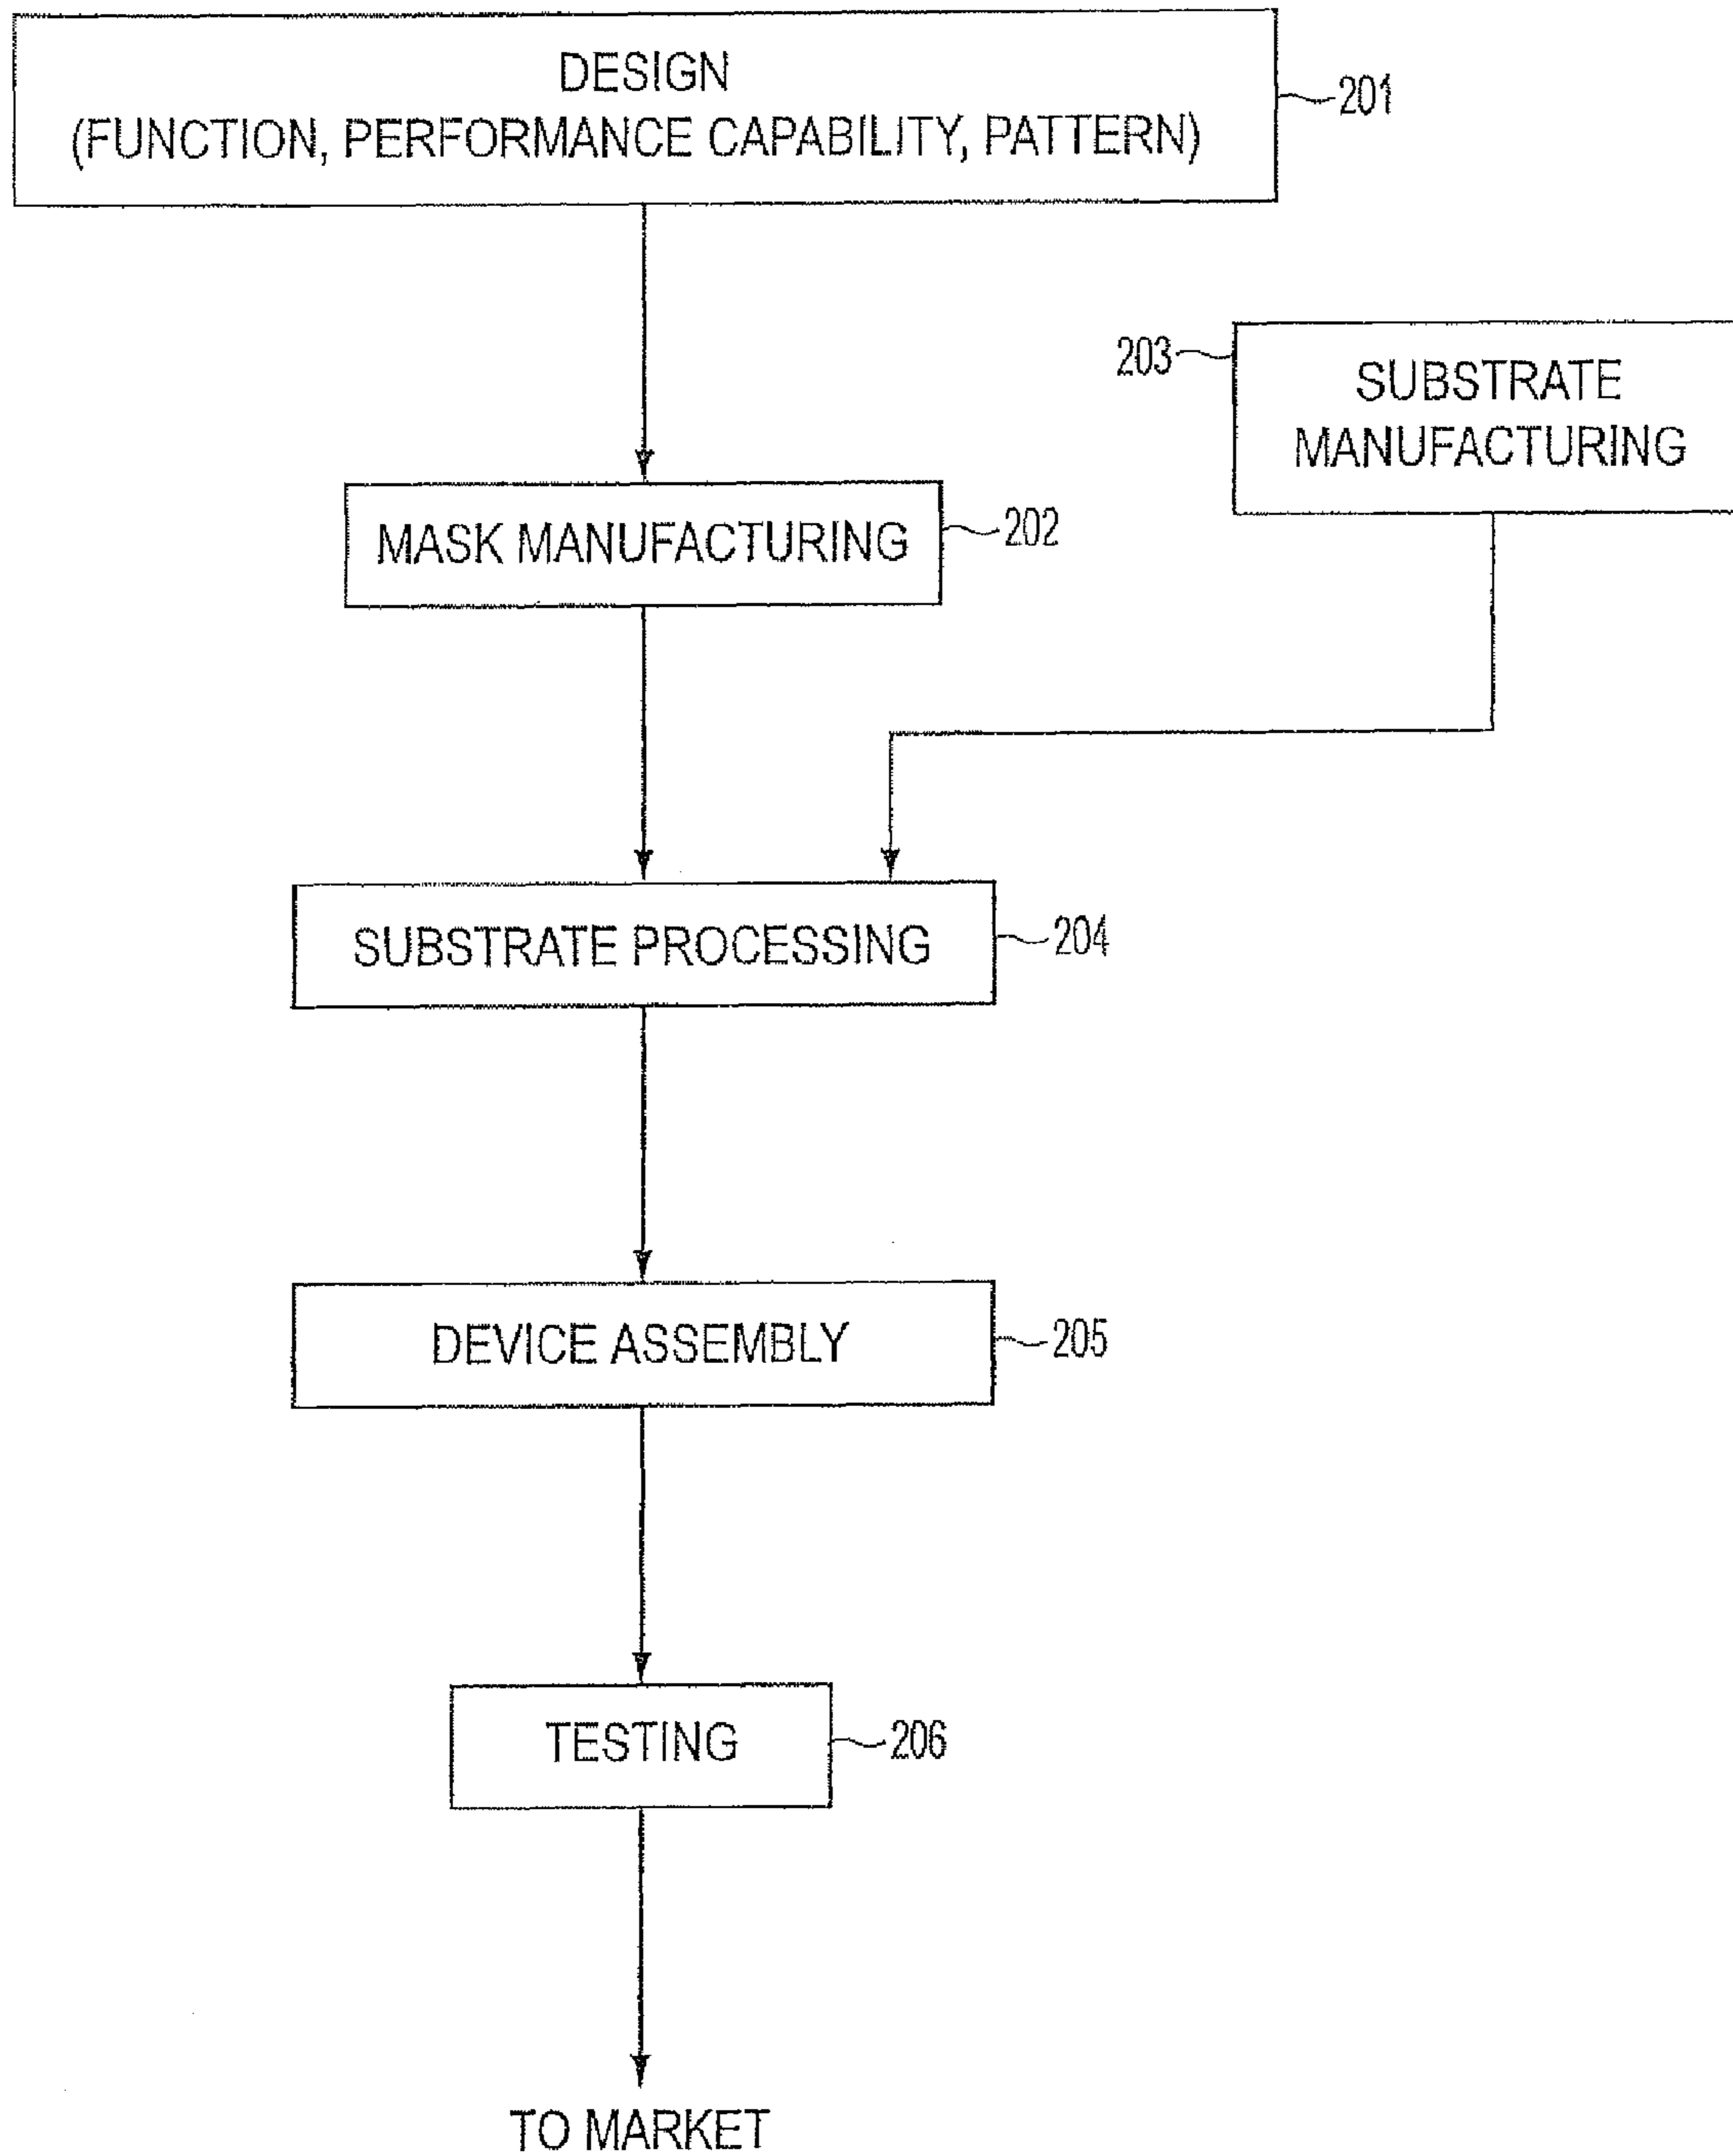 DESIGN
(FUNCTION, PERFORMANCE CAPABILITY, PATTERN)
201
203
SUBSTRATE
MANUFACTURING
MASK MANUFACTURING
202
SUBSTRATE PROCESSING
204
DEVICE ASSEMBLY
205
TESTING
206
TO MARKET